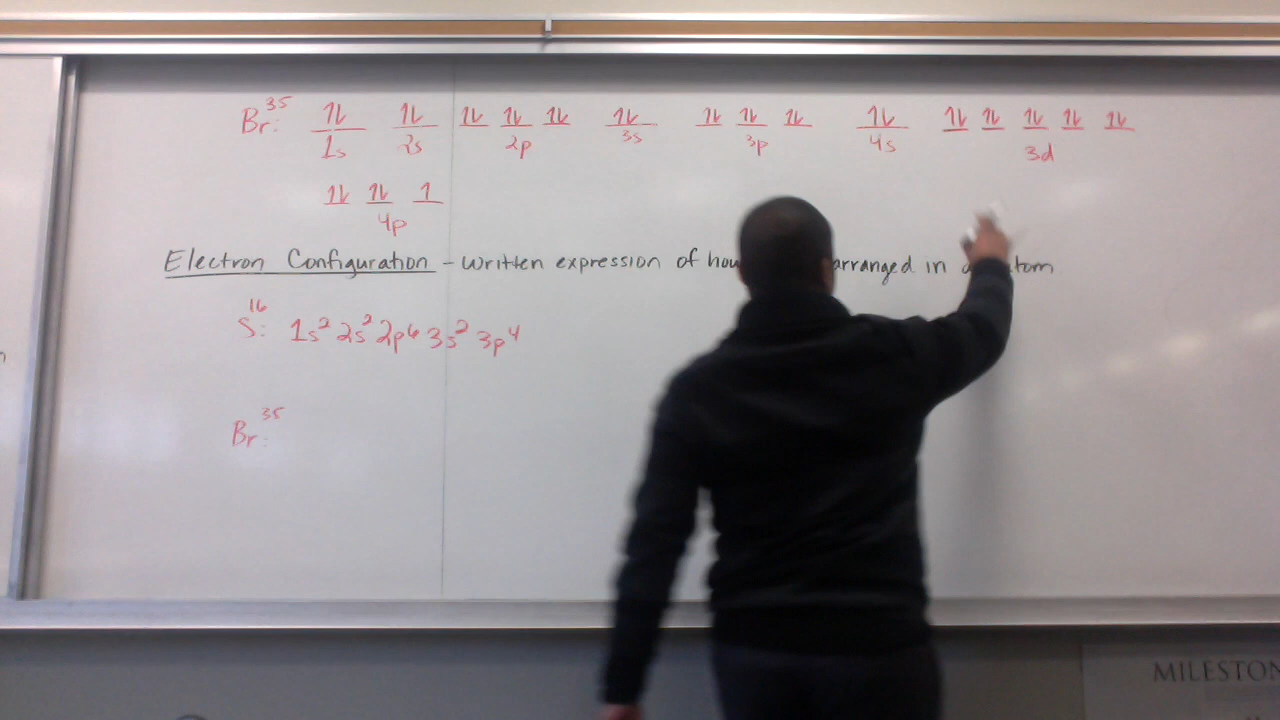 Br:³⁵ 1s 2s 2p 3s 3p 4s 3d
4p
Electron Configuration - written expression of how arranged in atom
S:¹⁶ 1s² 2s² 2p⁶ 3s² 3p⁴
Br:³⁵
MILESTON